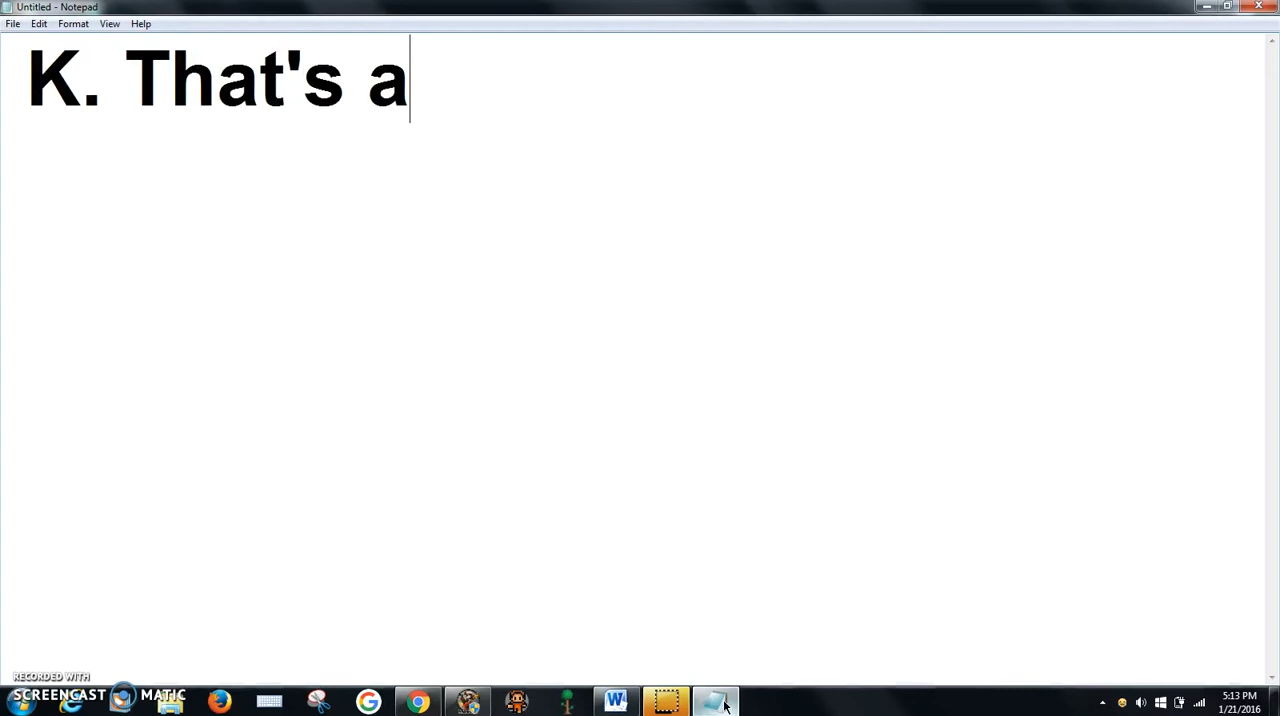 Untitled - Notepad
File Edit Format View Help
K. That's a
RECORDED WITH
SCREENCAST MATIC
5:13 PM
1/21/2016